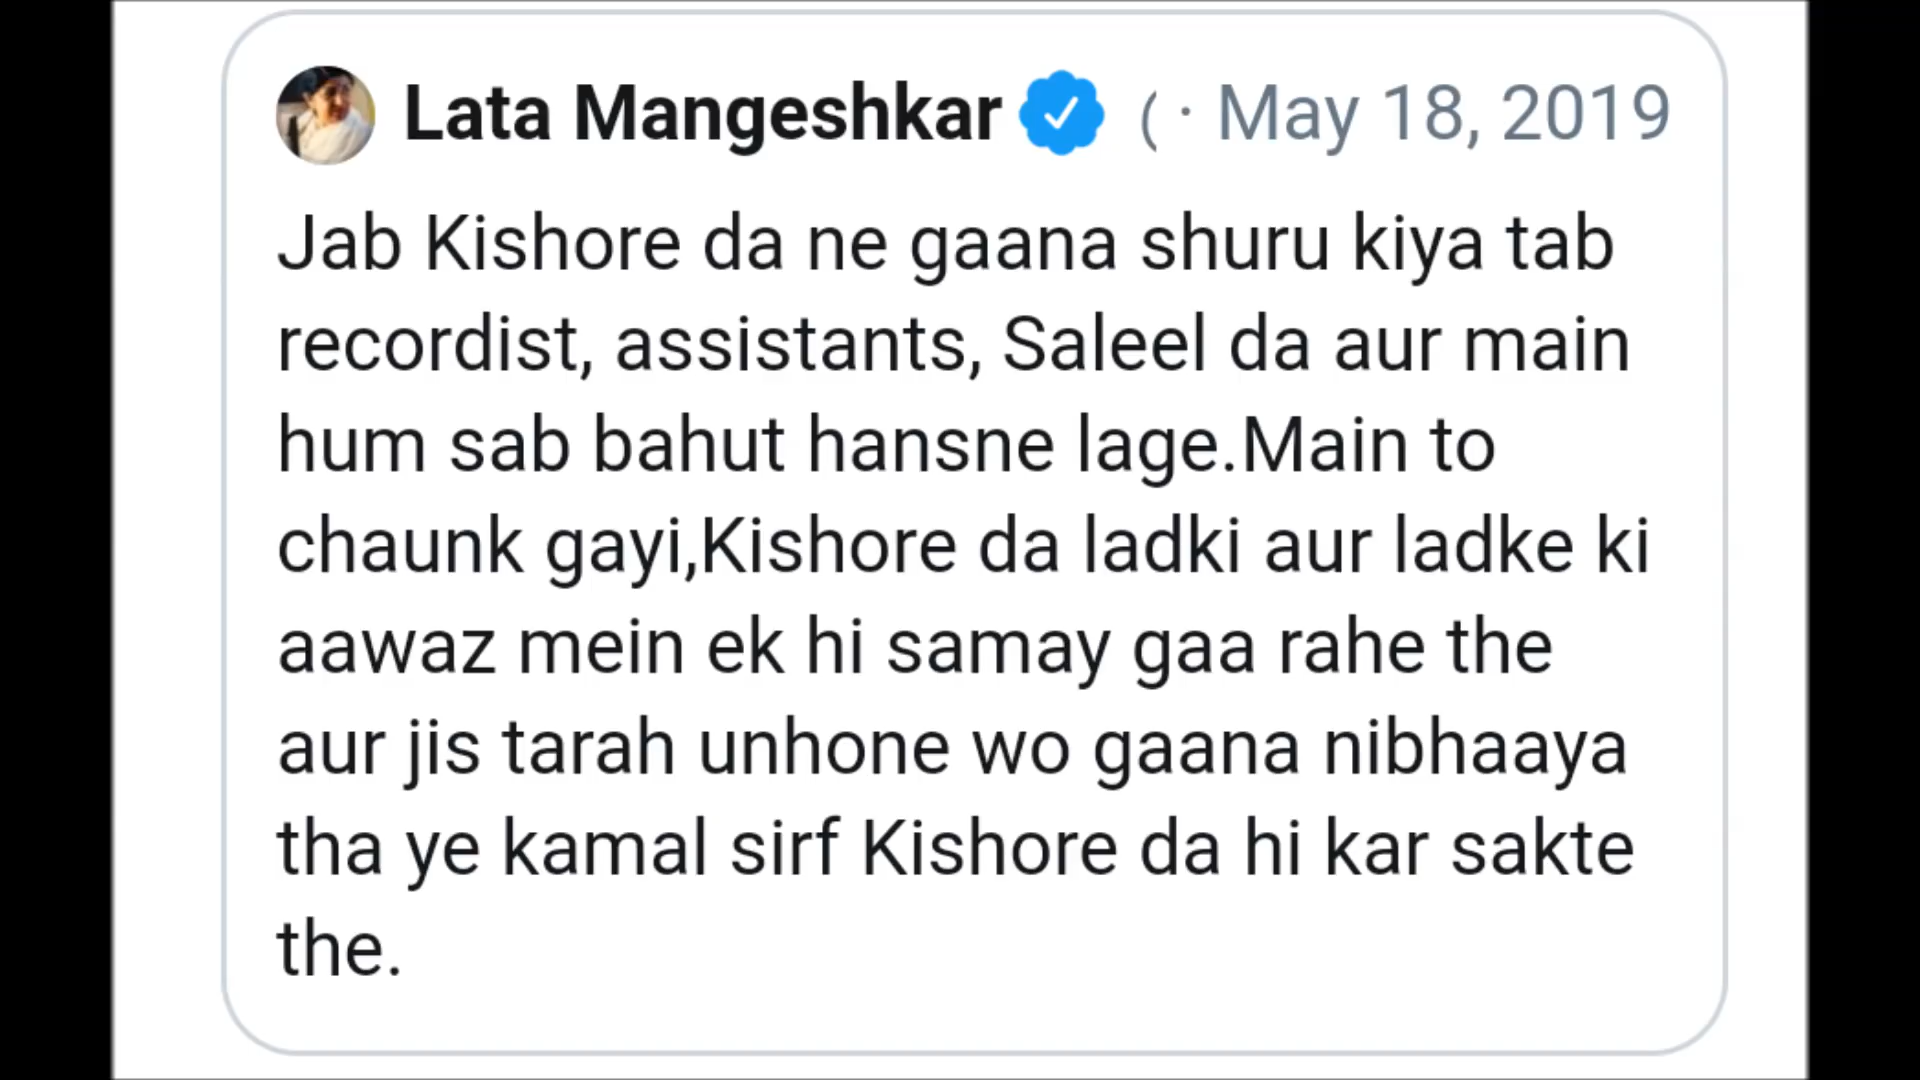 Lata Mangeshkar ( · May 18, 2019
Jab Kishore da ne gaana shuru kiya tab
recordist, assistants, Saleel da aur main
hum sab bahut hansne lage.Main to
chaunk gayi,Kishore da ladki aur ladke ki
aawaz mein ek hi samay gaa rahe the
aur jis tarah unhone wo gaana nibhaaya
tha ye kamal sirf Kishore da hi kar sakte
the.